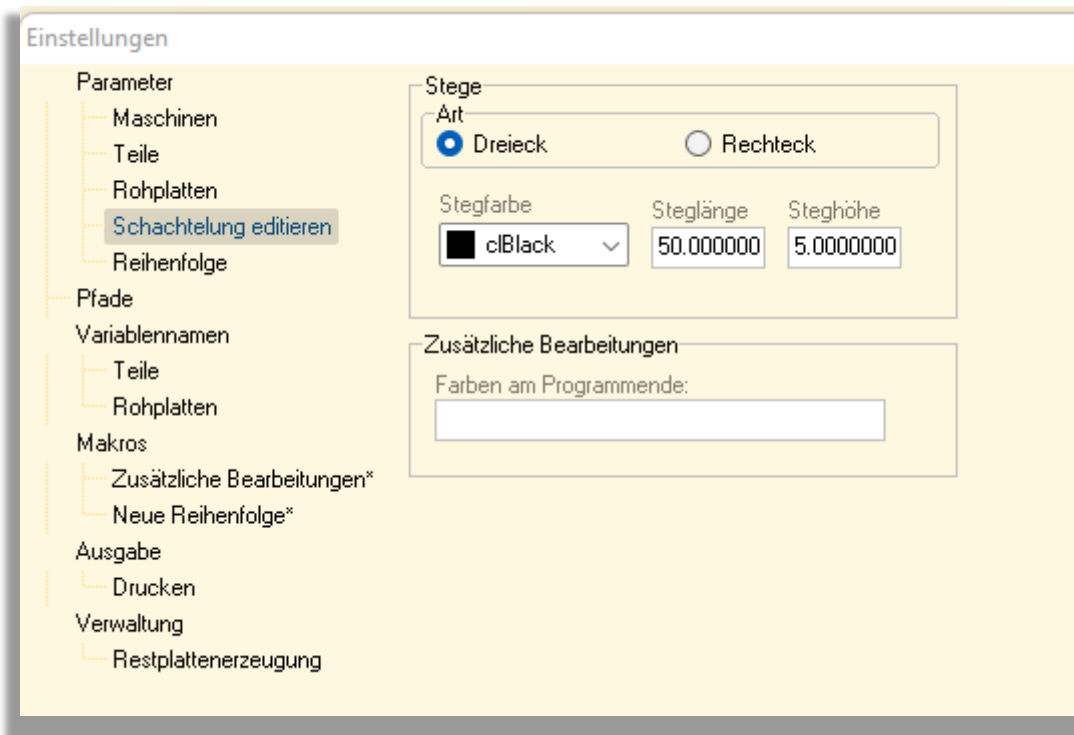 Einstellungen
Parameter
Maschinen
Teile
Rohplatten
Schachtelung editieren
Reihenfolge
Pfade
Variablennamen
Teile
Rohplatten
Makros
Zusätzliche Bearbeitungen*
Neue Reihenfolge*
Ausgabe
Drucken
Verwaltung
Restplattenerzeugung
Stege
Art
Dreieck Rechteck
Stegfarbe Steglänge Steghöhe
clBlack 50.000000 5.0000000
Zusätzliche Bearbeitungen
Farben am Programmende: